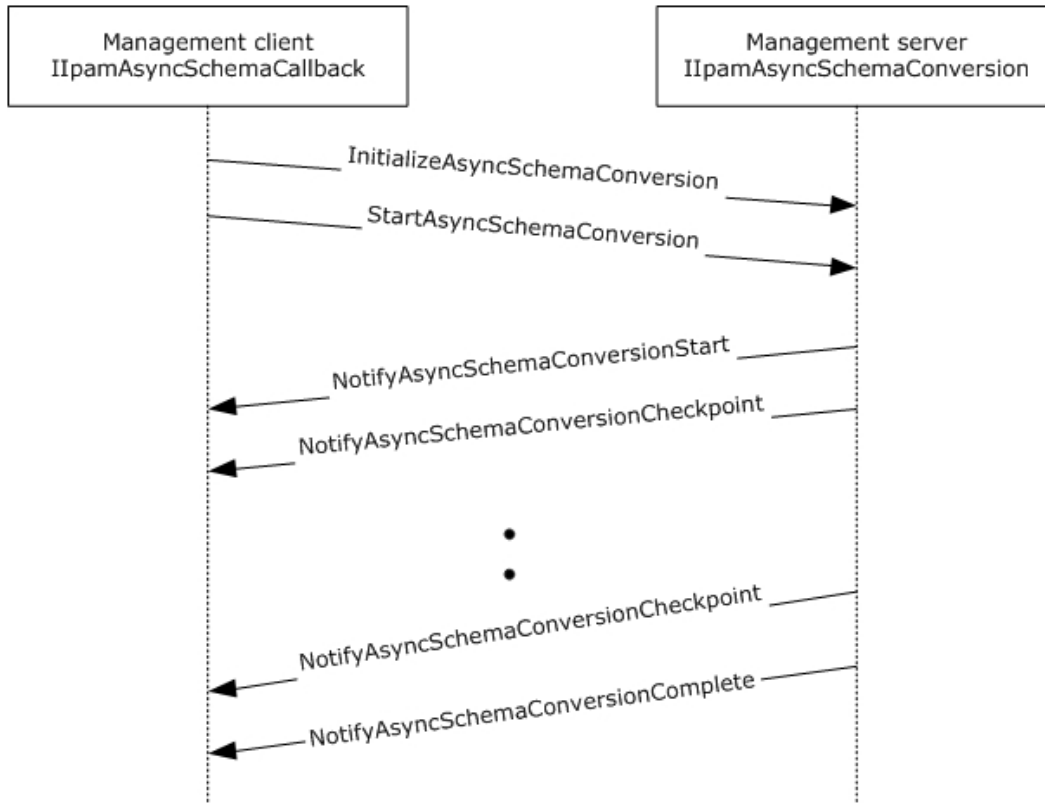 Management client
IIpamAsyncSchemaCallback
Management server
IIpamAsyncSchemaConversion
InitializeAsyncSchemaConversion
StartAsyncSchemaConversion
NotifyAsyncSchemaConversionStart
NotifyAsyncSchemaConversionCheckpoint
NotifyAsyncSchemaConversionCheckpoint
NotifyAsyncSchemaConversionComplete